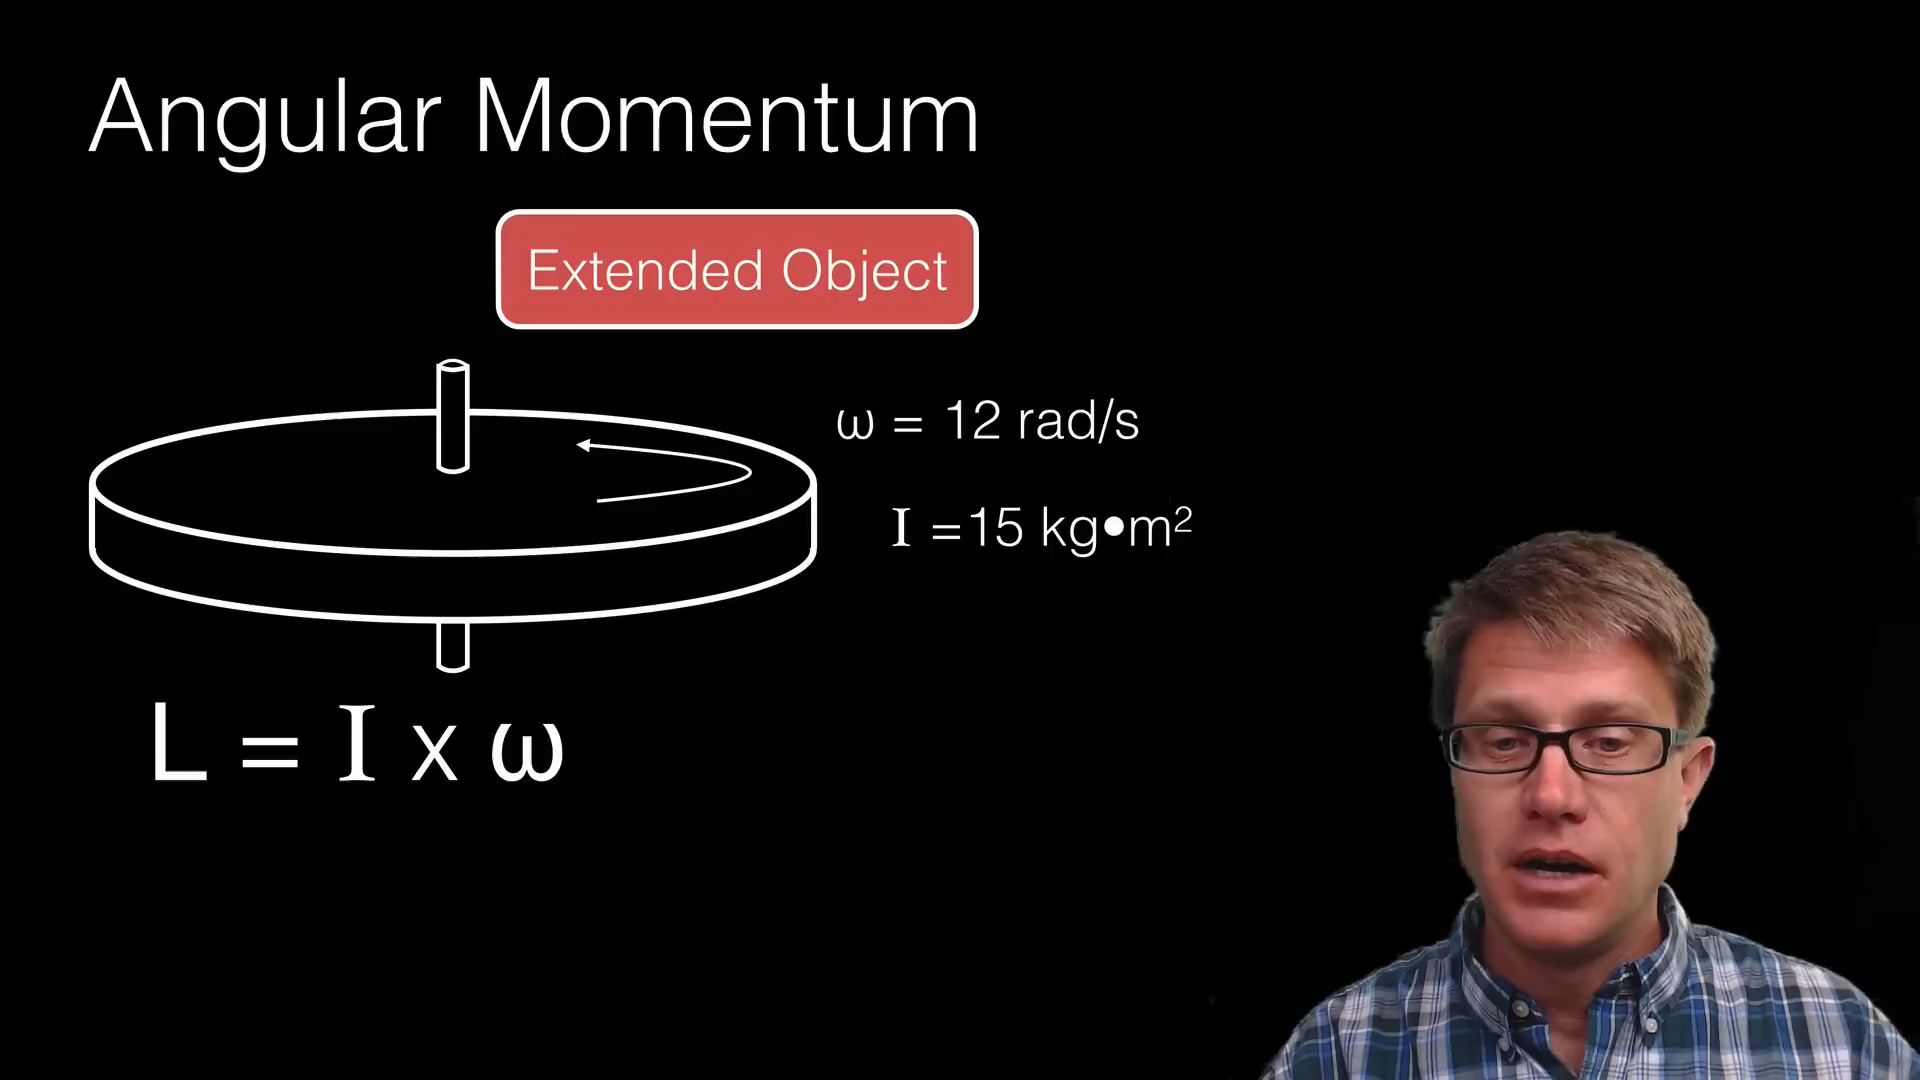 Angular Momentum
Extended Object
ω = 12 rad/s
I =15 kg•m²
L = I x ω